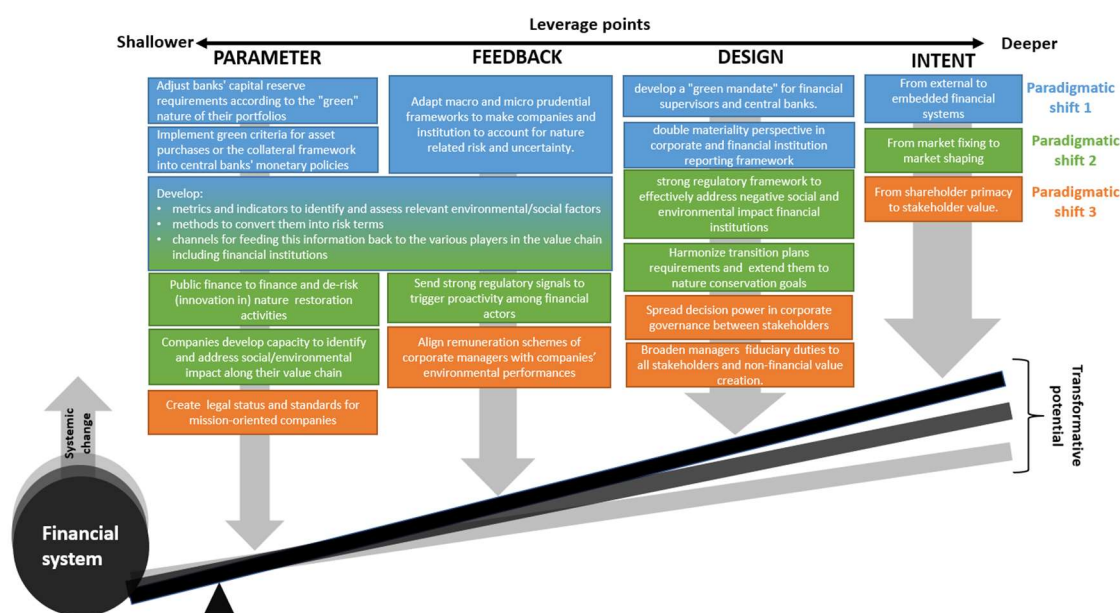 Leverage points
Shallower
Deeper
PARAMETER
FEEDBACK
DESIGN
INTENT
Adjust banks' capital reserve
requirements according to the "green"
nature of their portfolios
Implement green criteria for asset
purchases or the collateral framework
into central banks' monetary policies
Adapt macro and micro prudential
frameworks to make companies and
institution to account for nature
related risk and uncertainty.
Develop:
• metrics and indicators to identify and assess relevant environmental/social factors
• methods to convert them into risk terms
• channels for feeding this information back to the various players in the value chain
including financial institutions
Public finance to finance and de-risk
(innovation in) nature restoration
activities
Companies develop capacity to identify
and address social/environmental
impact along their value chain
Create legal status and standards for
mission-oriented companies
Send strong regulatory signals to
trigger proactivity among financial
actors
Align remuneration schemes of
corporate managers with companies'
environmental performances
develop a "green mandate" for financial
supervisors and central banks.
double materiality perspective in
corporate and financial institution
reporting framework
strong regulatory framework to
effectively address negative social and
environmental impact financial
institutions
Harmonize transition plans
requirements and extend them to
nature conservation goals
Spread decision power in corporate
governance between stakeholders
Broaden managers fiduciary duties to
all stakeholders and non-financial value
creation.
From external to
embedded financial
systems
From market fixing to
market shaping
From shareholder primacy
to stakeholder value.
Paradigmatic
shift 1
Paradigmatic
shift 2
Paradigmatic
shift 3
Systemic
change
Financial
system
Transformative
potential